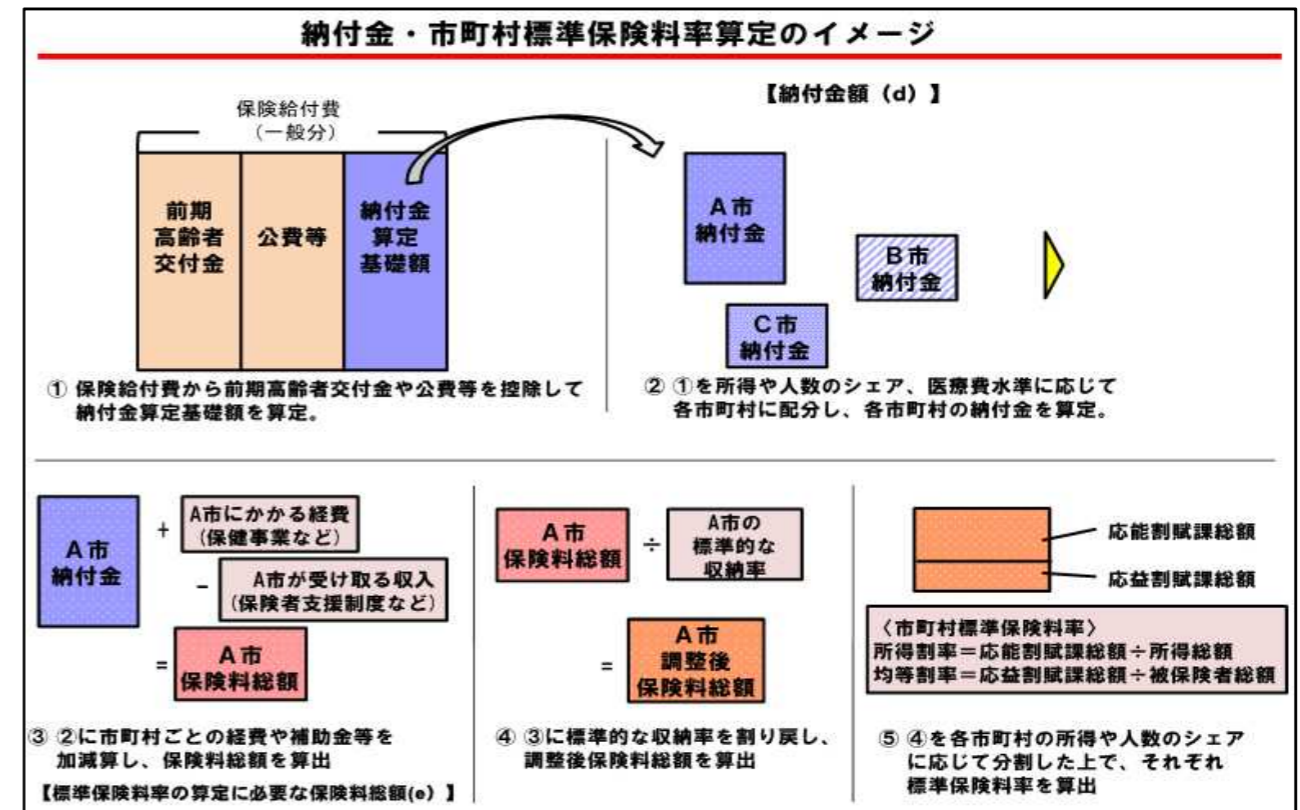 納付金・市町村標準保険料率算定のイメージ
保険給付費
（一般分）
前期
高齢者
交付金
公費等
納付金
算定
基礎額
【納付金額（d）】
A市
納付金
B市
納付金
C市
納付金
① 保険給付費から前期高齢者交付金や公費等を控除して
納付金算定基礎額を算定。
② ①を所得や人数のシェア、医療費水準に応じて
各市町村に配分し、各市町村の納付金を算定。
A市
納付金
+
A市にかかる経費
(保健事業など)
-
A市が受け取る収入
(保険者支援制度など)
=
A市
保険料総額
③ ②に市町村ごとの経費や補助金等を
加減算し、保険料総額を算出
【標準保険料率の算定に必要な保険料総額(e)】
A市
保険料総額
÷
A市の
標準的な
収納率
=
A市
調整後
保険料総額
④ ③に標準的な収納率を割り戻し、
調整後保険料総額を算出
応能割賦課総額
応益割賦課総額
〈市町村標準保険料率〉
所得割率＝応能割賦課総額÷所得総額
均等割率＝応益割賦課総額÷被保険者総額
⑤ ④を各市町村の所得や人数のシェア
に応じて分割した上で、それぞれ
標準保険料率を算出